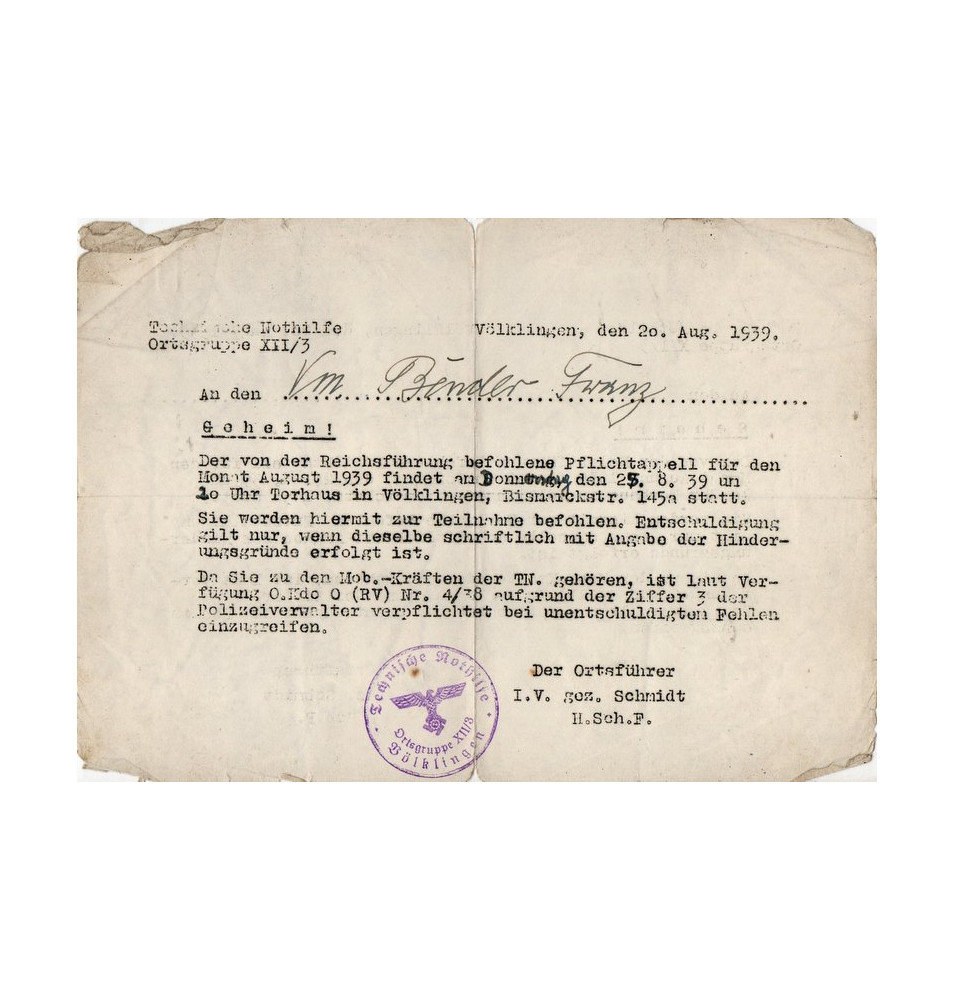 Technische Nothilfe Völklingen, den 2o. Aug. 1939.
Ortsgruppe XII/3
An den Vm. Bender Franz
Geheim!
Der von der Reichsführung befohlene Pflichtappell für den
Monat August 1939 findet am Donnerstag den 8. 39 um
2o Uhr Torhaus in Völklingen, Bismarckstr. 145a statt.
Sie werden hiermit zur Teilnahme befohlen. Entschuldigung
gilt nur, wenn dieselbe schriftlich mit Angabe der Hinder-
ungsgründe erfolgt ist.
Da Sie zu den Mob.-Kräften der TN. gehören, ist laut Ver-
fügung O.Kdo O (RV) Nr. 4/38 aufgrund der Ziffer 3 der
Polizeiverwalter verpflichtet bei unentschuldigten Fehlen
einzugreifen.
Der Ortsführer
I.V. gez. Schmidt
H.Sch.F.
Technische Nothilfe
Ortsgruppe XII/3
Völklingen